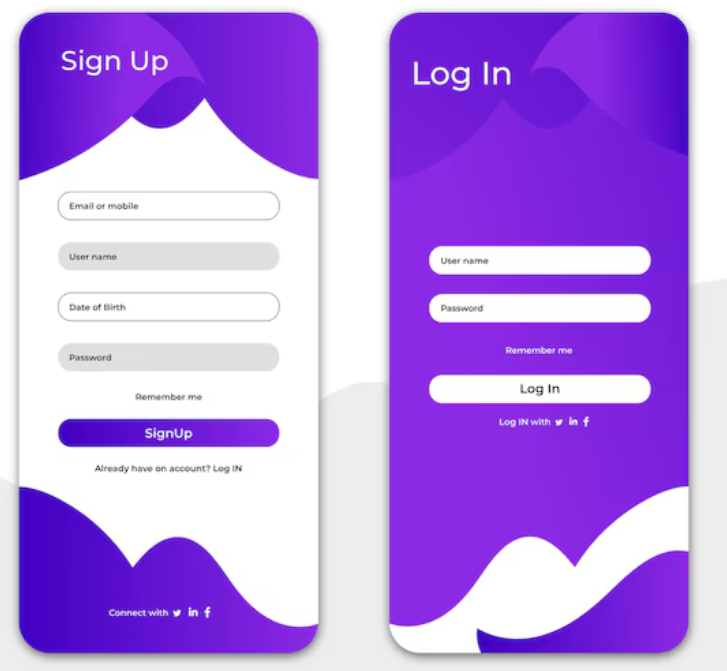 Sign Up
Email or mobile
User name
Date of Birth
Password
Remember me
SignUp
Already have on account? Log IN
Connect with
Log In
User name
Password
Remember me
Log In
Log IN with